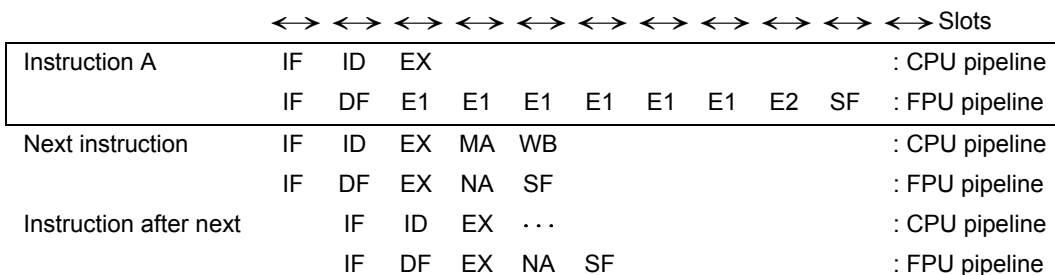 Slots
Instruction A IF ID EX : CPU pipeline
IF DF E1 E1 E1 E1 E1 E1 E2 SF : FPU pipeline
Next instruction IF ID EX MA WB : CPU pipeline
IF DF EX NA SF : FPU pipeline
Instruction after next IF ID EX ··· : CPU pipeline
IF DF EX NA SF : FPU pipeline